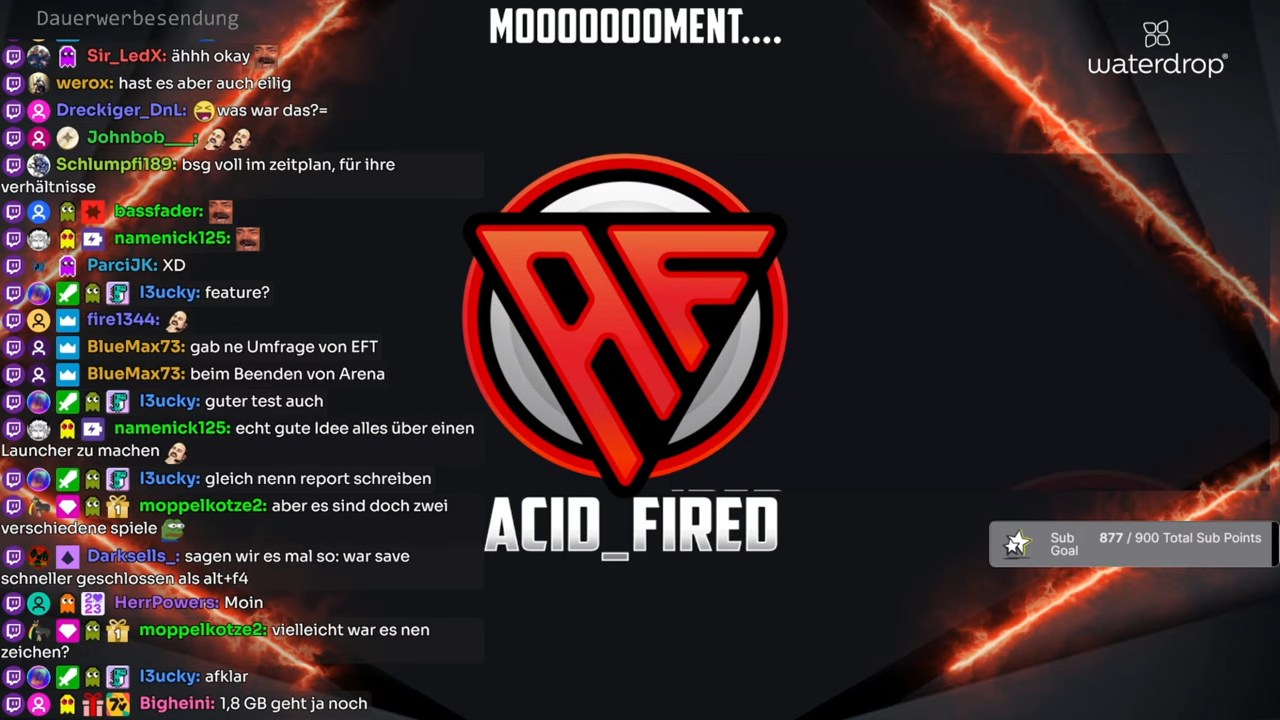 Dauerwerbesendung
MOOOOOOOMENT....
waterdrop®
Sir_LedX: ähhh okay
werox: hast es aber auch eilig
Dreckiger_DnL: was war das?=
Johnbob___:
Schlumpfi189: bsg voll im zeitplan, für ihre
verhältnisse
bassfader:
namenick125:
ParciJK: XD
l3ucky: feature?
fire1344:
BlueMax73: gab ne Umfrage von EFT
BlueMax73: beim Beenden von Arena
l3ucky: guter test auch
namenick125: echt gute Idee alles über einen
Launcher zu machen
l3ucky: gleich nenn report schreiben
moppelkotze2: aber es sind doch zwei
verschiedene spiele
Darksells_: sagen wir es mal so: war save
schneller geschlossen als alt+f4
HerrPowers: Moin
moppelkotze2: vielleicht war es nen
zeichen?
l3ucky: afklar
Bigheini: 1,8 GB geht ja noch
AF
ACID_FIRED
Sub
Goal
877 / 900 Total Sub Points